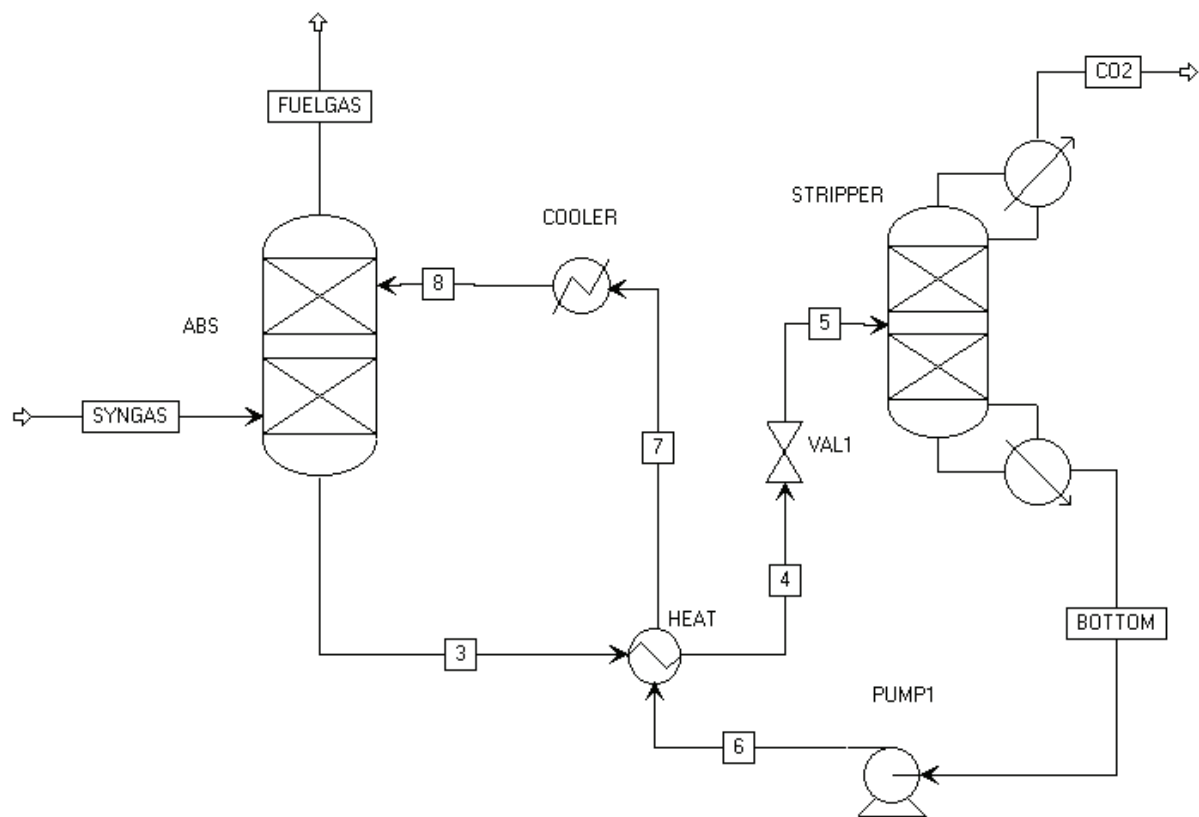 CO2
FUELGAS
STRIPPER
COOLER
8
ABS
5
SYNGAS
7
VAL1
4
HEAT
BOTTOM
3
PUMP1
6